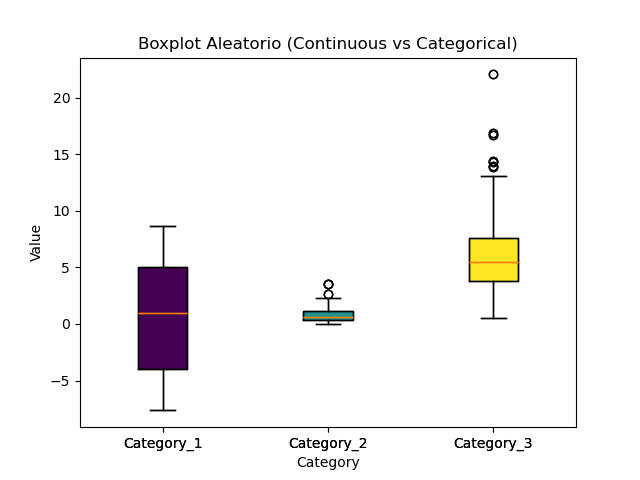 Boxplot Aleatorio (Continuous vs Categorical)
Value
20
15
10
5
0
−5
Category_1 Category_2 Category_3
Category